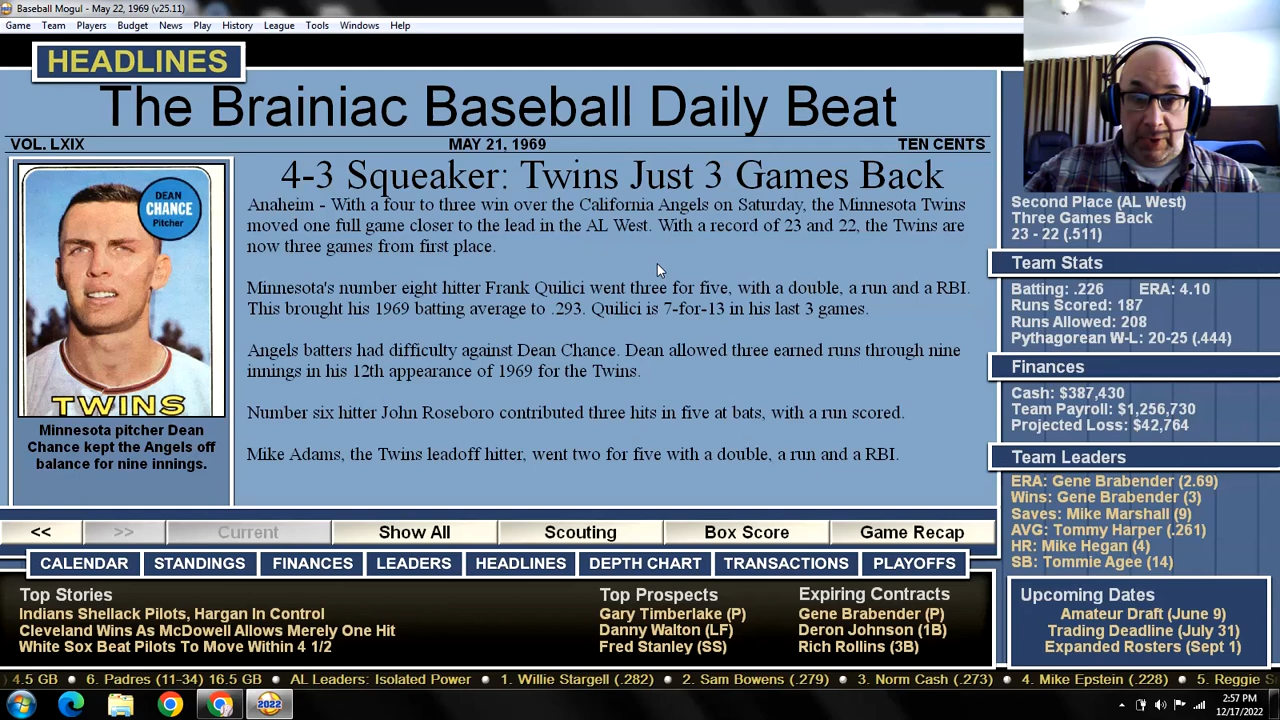 Baseball Mogul - May 22, 1969 (v25.11)
Game Team Players Budget News Play History League Tools Windows Help
HEADLINES
The Brainiac Baseball Daily Beat
VOL. LXIX MAY 21, 1969 TEN CENTS
4-3 Squeaker: Twins Just 3 Games Back
DEAN
CHANCE
Pitcher
TWINS
Minnesota pitcher Dean
Chance kept the Angels off
balance for nine innings.
Anaheim - With a four to three win over the California Angels on Saturday, the Minnesota Twins
moved one full game closer to the lead in the AL West. With a record of 23 and 22, the Twins are
now three games from first place.
Minnesota's number eight hitter Frank Quilici went three for five, with a double, a run and a RBI.
This brought his 1969 batting average to .293. Quilici is 7-for-13 in his last 3 games.
Angels batters had difficulty against Dean Chance. Dean allowed three earned runs through nine
innings in his 12th appearance of 1969 for the Twins.
Number six hitter John Roseboro contributed three hits in five at bats, with a run scored.
Mike Adams, the Twins leadoff hitter, went two for five with a double, a run and a RBI.
Second Place (AL West)
Three Games Back
23 - 22 (.511)
Team Stats
Batting: .226 ERA: 4.10
Runs Scored: 187
Runs Allowed: 208
Pythagorean W-L: 20-25 (.444)
Finances
Cash: $387,430
Team Payroll: $1,256,730
Projected Loss: $42,764
Team Leaders
ERA: Gene Brabender (2.69)
Wins: Gene Brabender (3)
Saves: Mike Marshall (9)
AVG: Tommy Harper (.261)
HR: Mike Hegan (4)
SB: Tommie Agee (14)
<< >> Current Show All Scouting Box Score Game Recap
CALENDAR STANDINGS FINANCES LEADERS HEADLINES DEPTH CHART TRANSACTIONS PLAYOFFS
Top Stories
Indians Shellack Pilots, Hargan In Control
Cleveland Wins As McDowell Allows Merely One Hit
White Sox Beat Pilots To Move Within 4 1/2
Top Prospects
Gary Timberlake (P)
Danny Walton (LF)
Fred Stanley (SS)
Expiring Contracts
Gene Brabender (P)
Deron Johnson (1B)
Rich Rollins (3B)
Upcoming Dates
Amateur Draft (June 9)
Trading Deadline (July 31)
Expanded Rosters (Sept 1)
4.5 GB • 6. Padres (11-34) 16.5 GB • AL Leaders: Isolated Power • 1. Willie Stargell (.282) • 2. Sam Bowens (.279) • 3. Norm Cash (.273) • 4. Mike Epstein (.228) • 5. Reggie S
2022
2:57 PM
12/17/2022